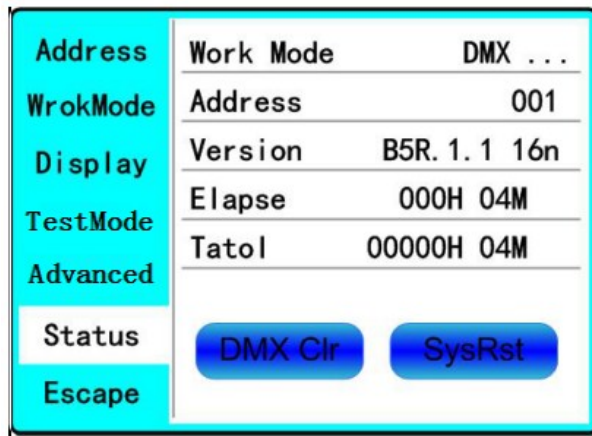 Address
WrokMode
Display
TestMode
Advanced
Status
Escape
Work Mode DMX ...
Address 001
Version B5R.1.1 16n
Elapse 000H 04M
Tatol 00000H 04M
DMX Clr SysRst